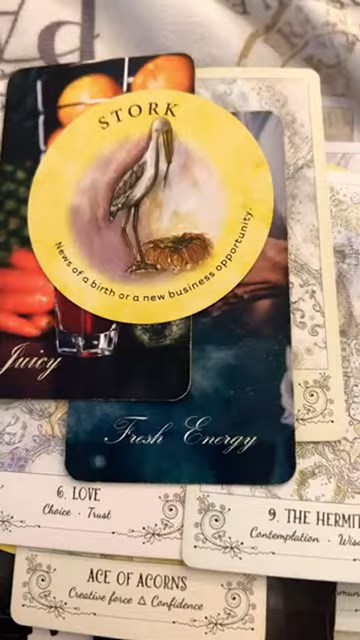 STORK
News of a birth or a new business opportunity.
Juicy
Fresh Energy
6. LOVE
Choice · Trust
9. THE HERMIT
Contemplation ·
ACE OF ACORNS
Creative force Δ Confidence